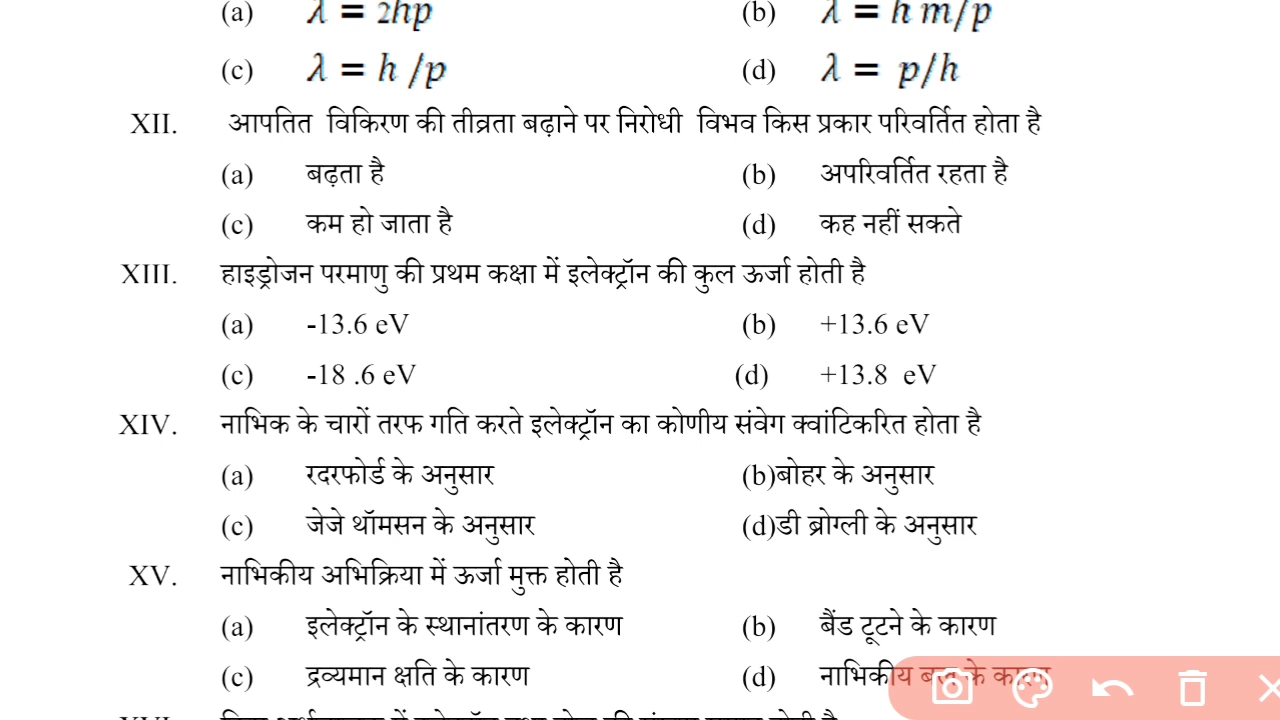 (a) λ = 2hp (b) λ = h m/p
(c) λ = h /p (d) λ = p/h
XII. आपतित विकिरण की तीव्रता बढ़ाने पर निरोधी विभव किस प्रकार परिवर्तित होता है
(a) बढ़ता है (b) अपरिवर्तित रहता है
(c) कम हो जाता है (d) कह नहीं सकते
XIII. हाइड्रोजन परमाणु की प्रथम कक्षा में इलेक्ट्रॉन की कुल ऊर्जा होती है
(a) -13.6 eV (b) +13.6 eV
(c) -18 .6 eV (d) +13.8 eV
XIV. नाभिक के चारों तरफ गति करते इलेक्ट्रॉन का कोणीय संवेग क्वांटिकरित होता है
(a) रदरफोर्ड के अनुसार (b)बोहर के अनुसार
(c) जेजे थॉमसन के अनुसार (d)डी ब्रोग्ली के अनुसार
XV. नाभिकीय अभिक्रिया में ऊर्जा मुक्त होती है
(a) इलेक्ट्रॉन के स्थानांतरण के कारण (b) बैंड टूटने के कारण
(c) द्रव्यमान क्षति के कारण (d) नाभिकीय बल के कारण